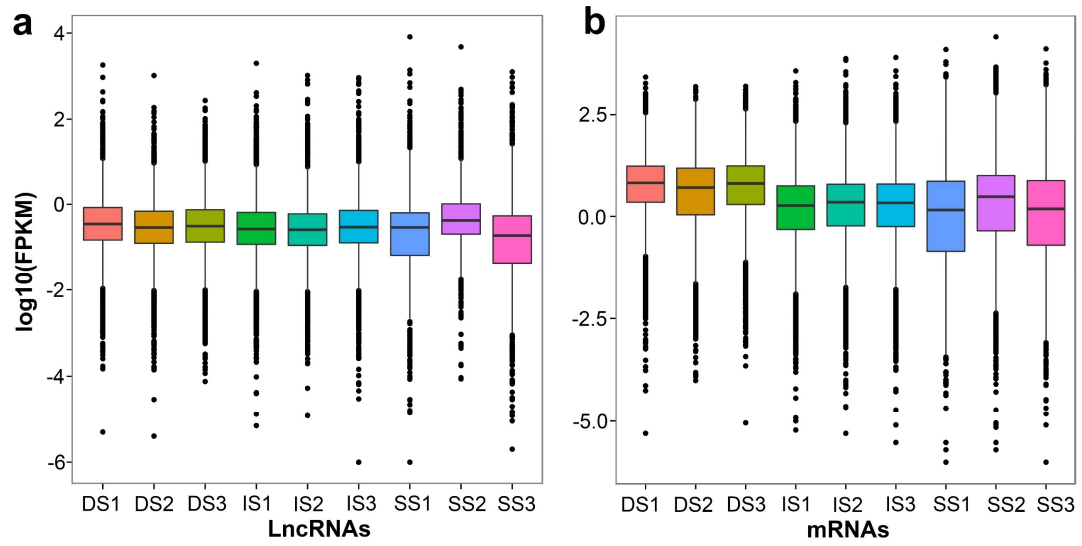 a
log10(FPKM)
4
2
0
-2
-4
-6
DS1 DS2 DS3 IS1 IS2 IS3 SS1 SS2 SS3
LncRNAs
b
2.5
0.0
-2.5
-5.0
DS1 DS2 DS3 IS1 IS2 IS3 SS1 SS2 SS3
mRNAs